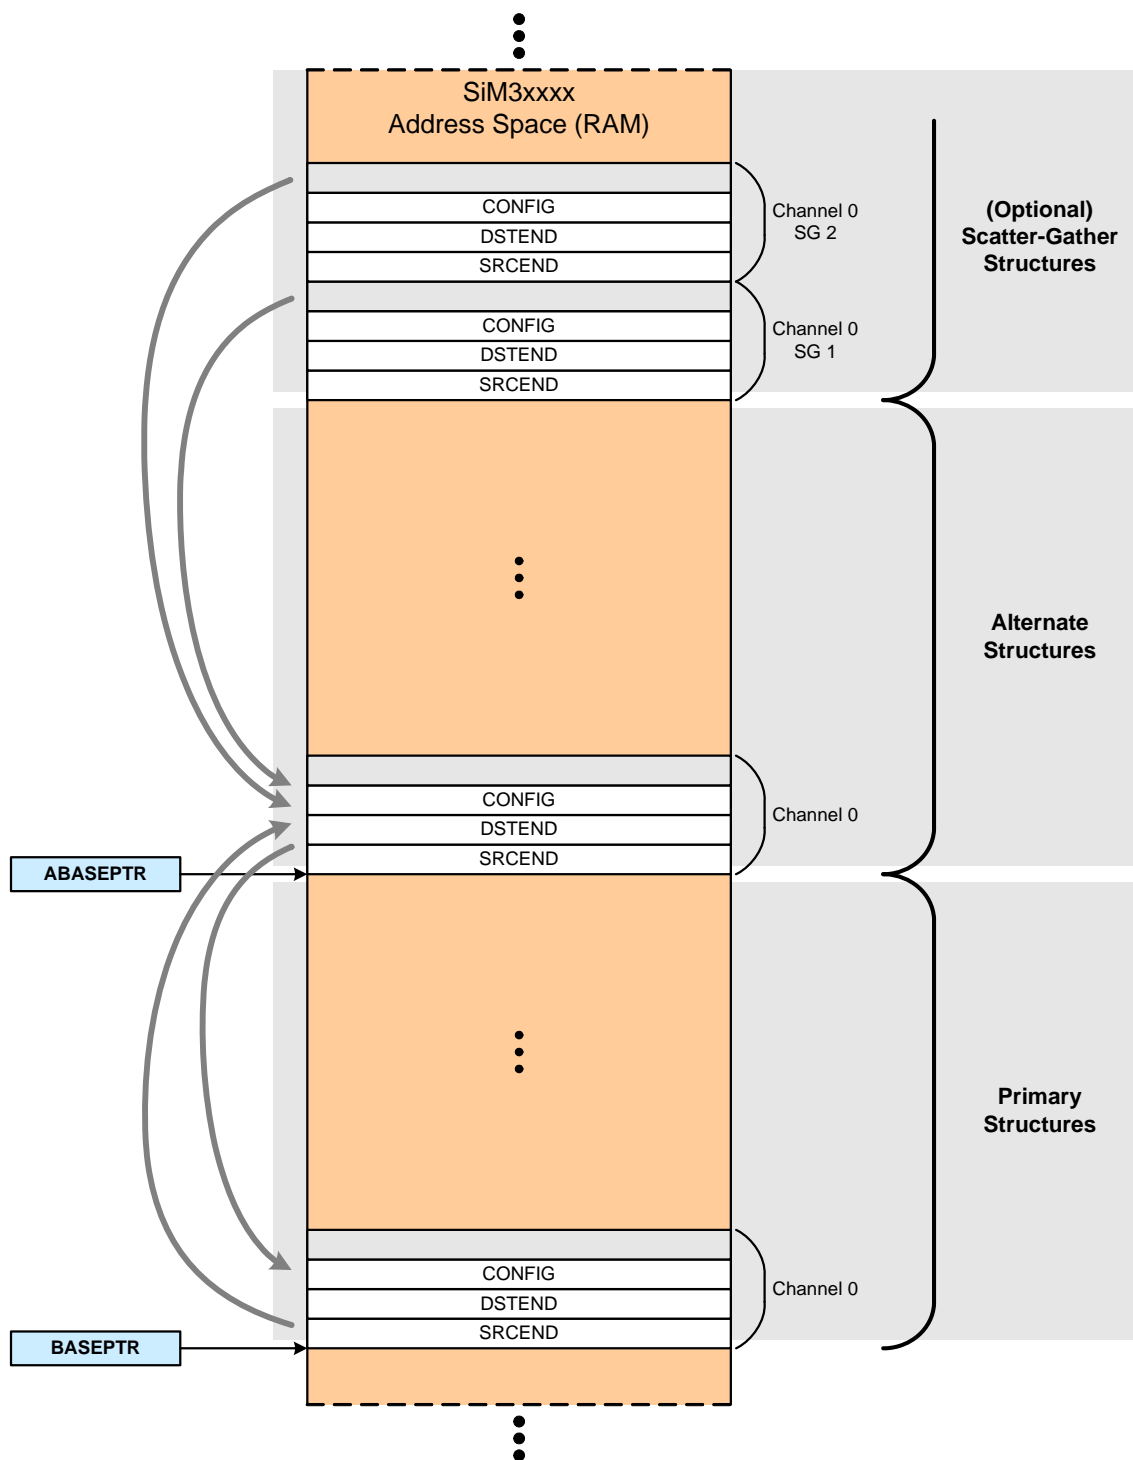 SiM3xxxx
Address Space (RAM)
CONFIG
DSTEND
SRCEND
Channel 0
SG 2
(Optional)
Scatter-Gather
Structures
CONFIG
DSTEND
SRCEND
Channel 0
SG 1
Alternate
Structures
CONFIG
DSTEND
SRCEND
Channel 0
ABASEPTR
Primary
Structures
CONFIG
DSTEND
SRCEND
Channel 0
BASEPTR